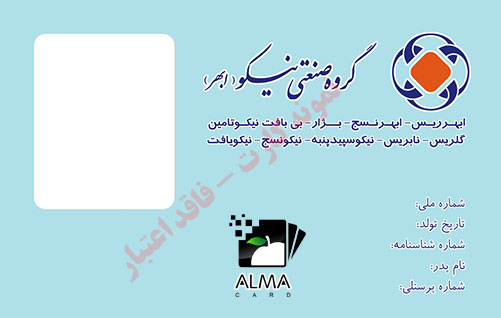 گروه صنعتی نیکو (ابهر)
ابهرریس - ابهرنسج - بژار - بی بافت نیکوتامین
گلریس - نابریس - نیکوسپیدپنبه - نیکونسج - نیکوبافت
نمونه کارت - فاقد اعتبار
شماره ملی:
تاریخ تولد:
شماره شناسنامه:
نام پدر:
شماره پرسنلی:
ALMA
CARD